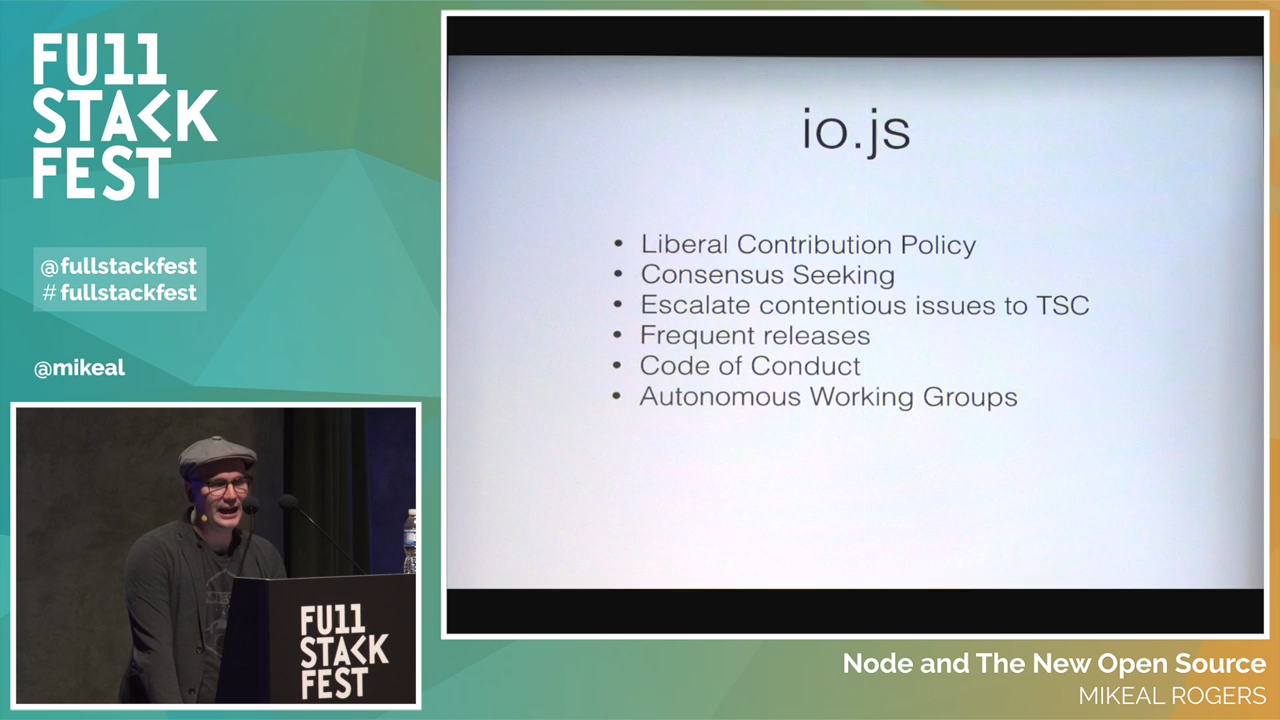 FU11
STACK
FEST
@fullstackfest
# fullstackfest
@mikeal
io.js
• Liberal Contribution Policy
• Consensus Seeking
• Escalate contentious issues to TSC
• Frequent releases
• Code of Conduct
• Autonomous Working Groups
FU11
STACK
FEST
Node and The New Open Source
MIKEAL ROGERS